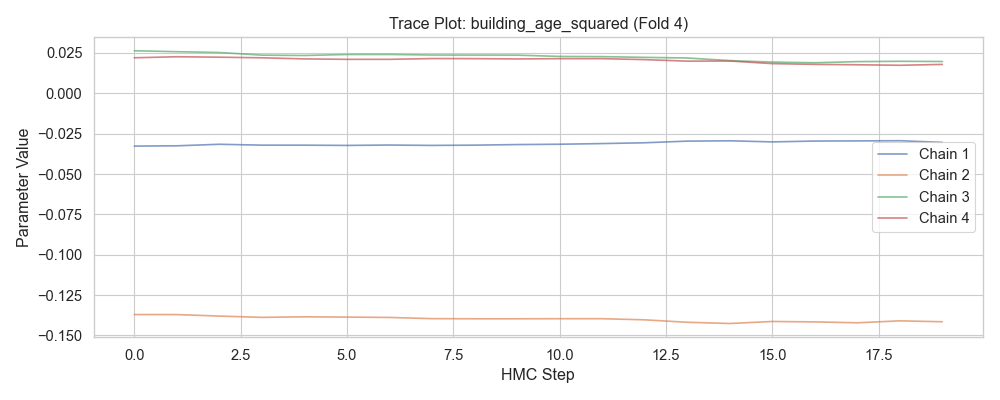 Trace Plot: building_age_squared (Fold 4)
Parameter Value
0.025
0.000
−0.025
−0.050
−0.075
−0.100
−0.125
−0.150
Chain 1
Chain 2
Chain 3
Chain 4
0.0 2.5 5.0 7.5 10.0 12.5 15.0 17.5
HMC Step